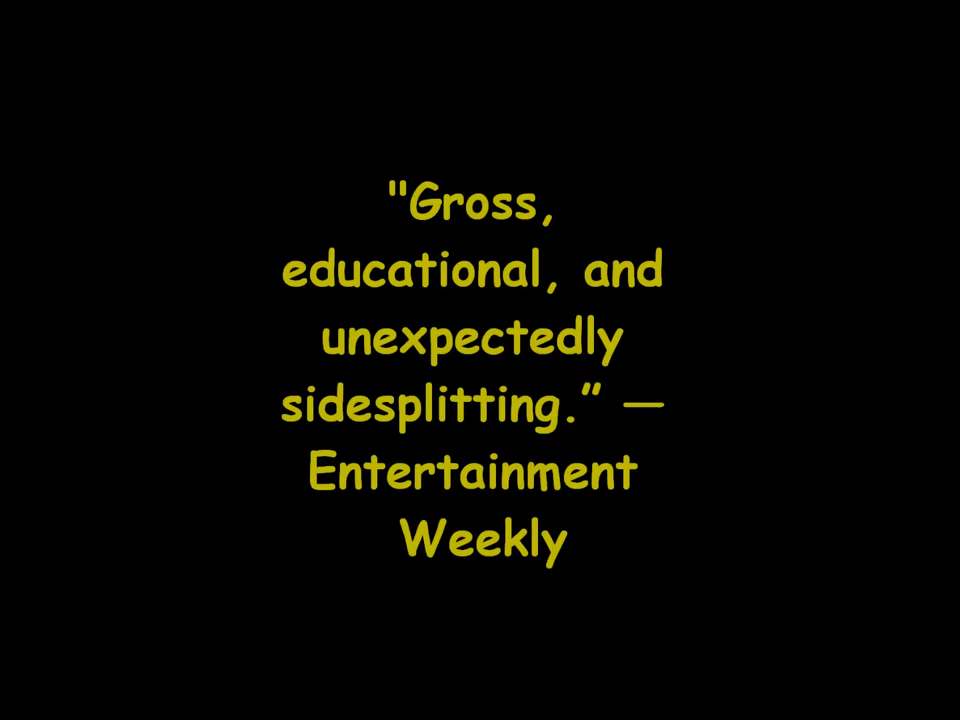 "Gross,
educational, and
unexpectedly
sidesplitting.” —
Entertainment
Weekly